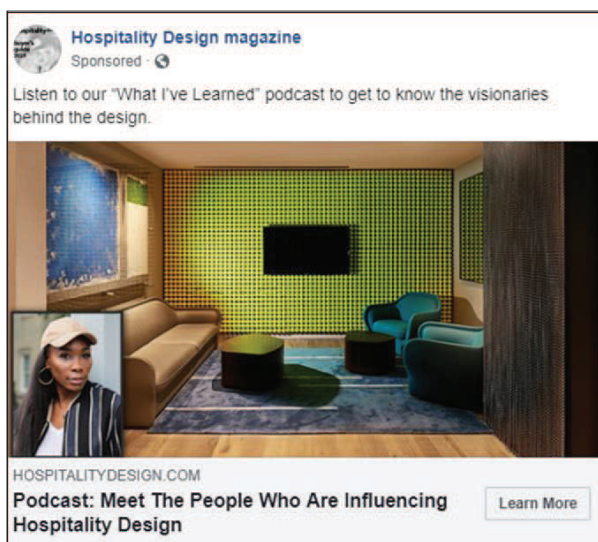 Hospitality Design magazine
Sponsored ·
Listen to our “What I’ve Learned” podcast to get to know the visionaries
behind the design.
HOSPITALITYDESIGN.COM
Podcast: Meet The People Who Are Influencing
Hospitality Design
Learn More